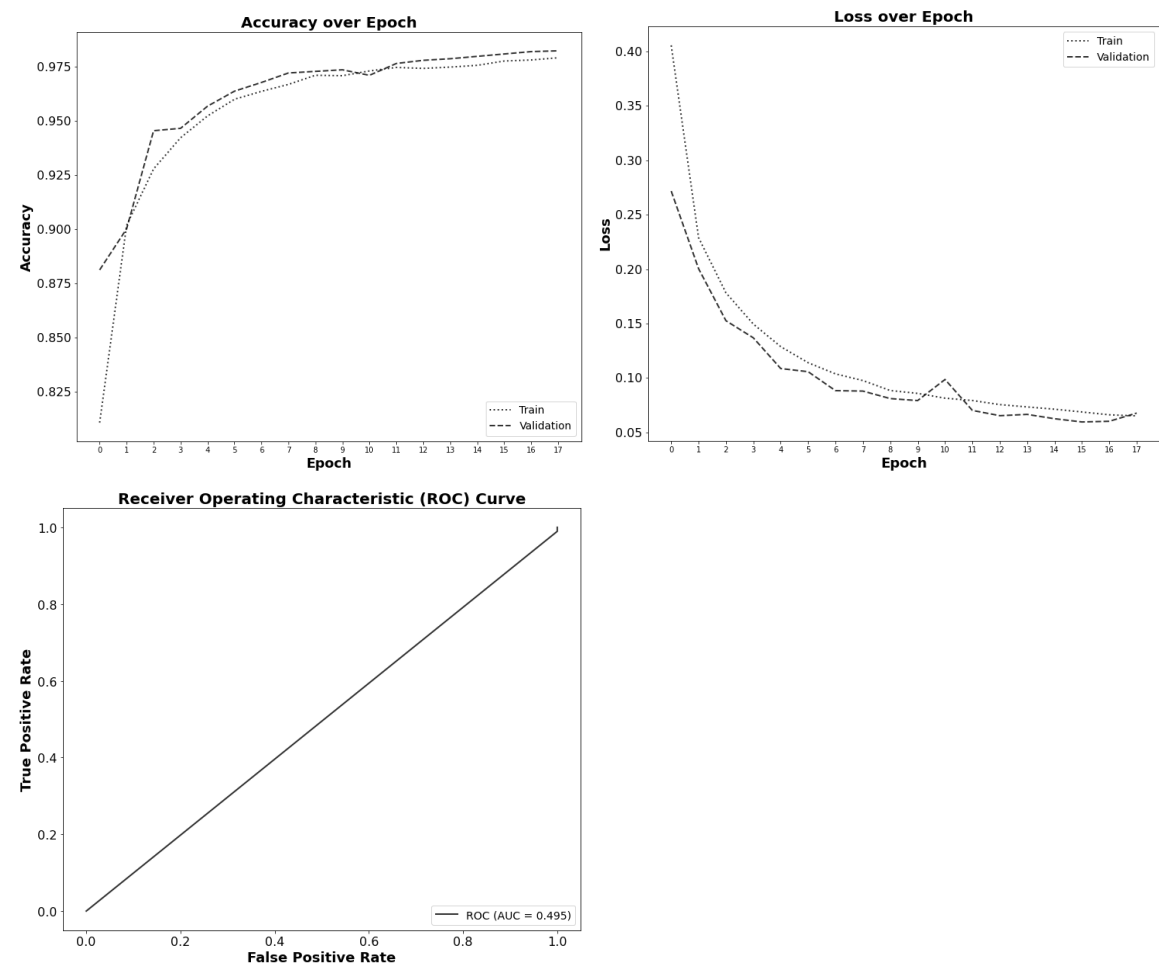 Accuracy over Epoch
0.975
0.950
0.925
0.900
0.875
0.850
0.825
Accuracy
Train
Validation
0 1 2 3 4 5 6 7 8 9 10 11 12 13 14 15 16 17
Epoch
Loss over Epoch
0.40
0.35
0.30
0.25
0.20
0.15
0.10
0.05
Loss
Train
Validation
0 1 2 3 4 5 6 7 8 9 10 11 12 13 14 15 16 17
Epoch
Receiver Operating Characteristic (ROC) Curve
1.0
0.8
0.6
0.4
0.2
0.0
True Positive Rate
ROC (AUC = 0.495)
0.0 0.2 0.4 0.6 0.8 1.0
False Positive Rate